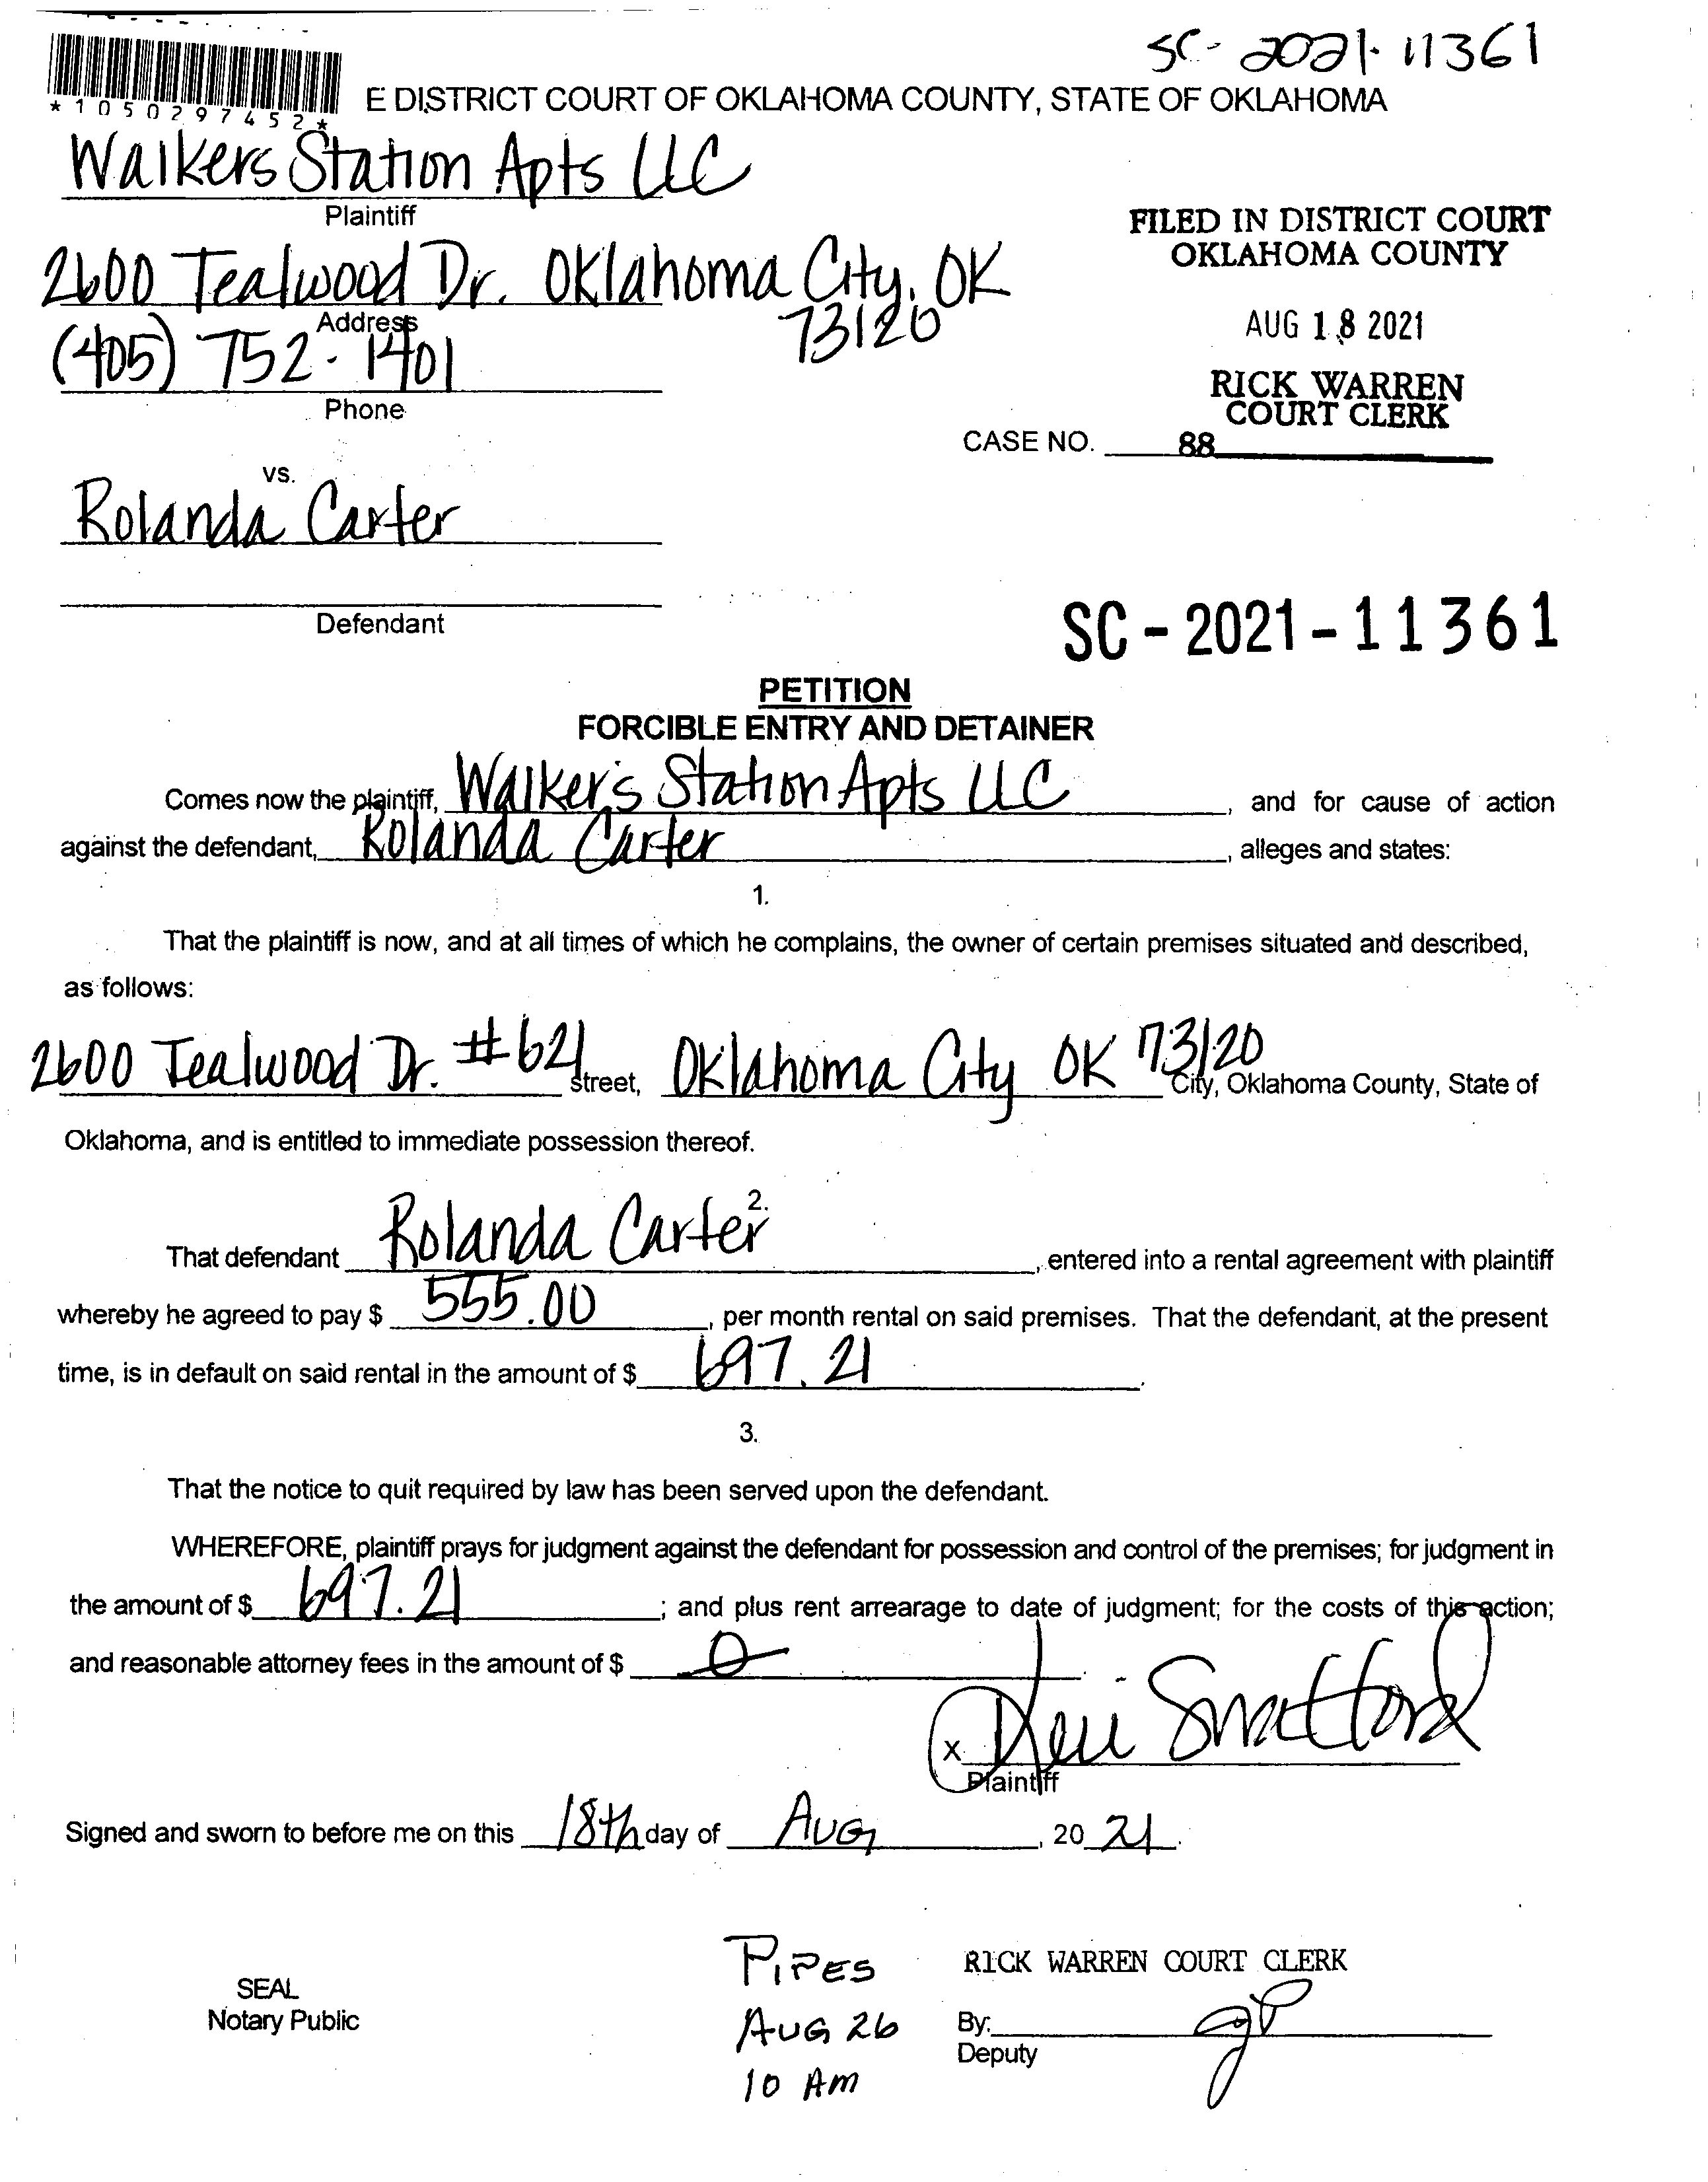 SC-2021-11361
*1050297452*
E DISTRICT COURT OF OKLAHOMA COUNTY, STATE OF OKLAHOMA
Walkers Station Apts LLC
Plaintiff
FILED IN DISTRICT COURT
OKLAHOMA COUNTY
2600 Tealwood Dr. Oklahoma City, OK
73120
Address
AUG 18 2021
(405) 752-1401
Phone
RICK WARREN
COURT CLERK
CASE NO. 88
vs.
Rolanda Carter
Defendant
SC-2021-11361
PETITION
FORCIBLE ENTRY AND DETAINER
Comes now the plaintiff, Walker's Station Apts LLC, and for cause of action
against the defendant, Rolanda Carter, alleges and states:
1.
That the plaintiff is now, and at all times of which he complains, the owner of certain premises situated and described,
as follows:
2600 Tealwood Dr. #621 street, Oklahoma City OK 73120 City, Oklahoma County, State of
Oklahoma, and is entitled to immediate possession thereof.
2.
That defendant Rolanda Carter, entered into a rental agreement with plaintiff
whereby he agreed to pay $ 555.00, per month rental on said premises. That the defendant, at the present
time, is in default on said rental in the amount of $ 697.21.
3.
That the notice to quit required by law has been served upon the defendant.
WHEREFORE, plaintiff prays for judgment against the defendant for possession and control of the premises; for judgment in
the amount of $ 697.21; and plus rent arrearage to date of judgment; for the costs of this action;
and reasonable attorney fees in the amount of $ 0.
X
Plaintiff
Signed and sworn to before me on this 18th day of Aug, 20 21.
SEAL
Notary Public
PIPES
AUG 26
10 AM
RICK WARREN COURT CLERK
By:
Deputy